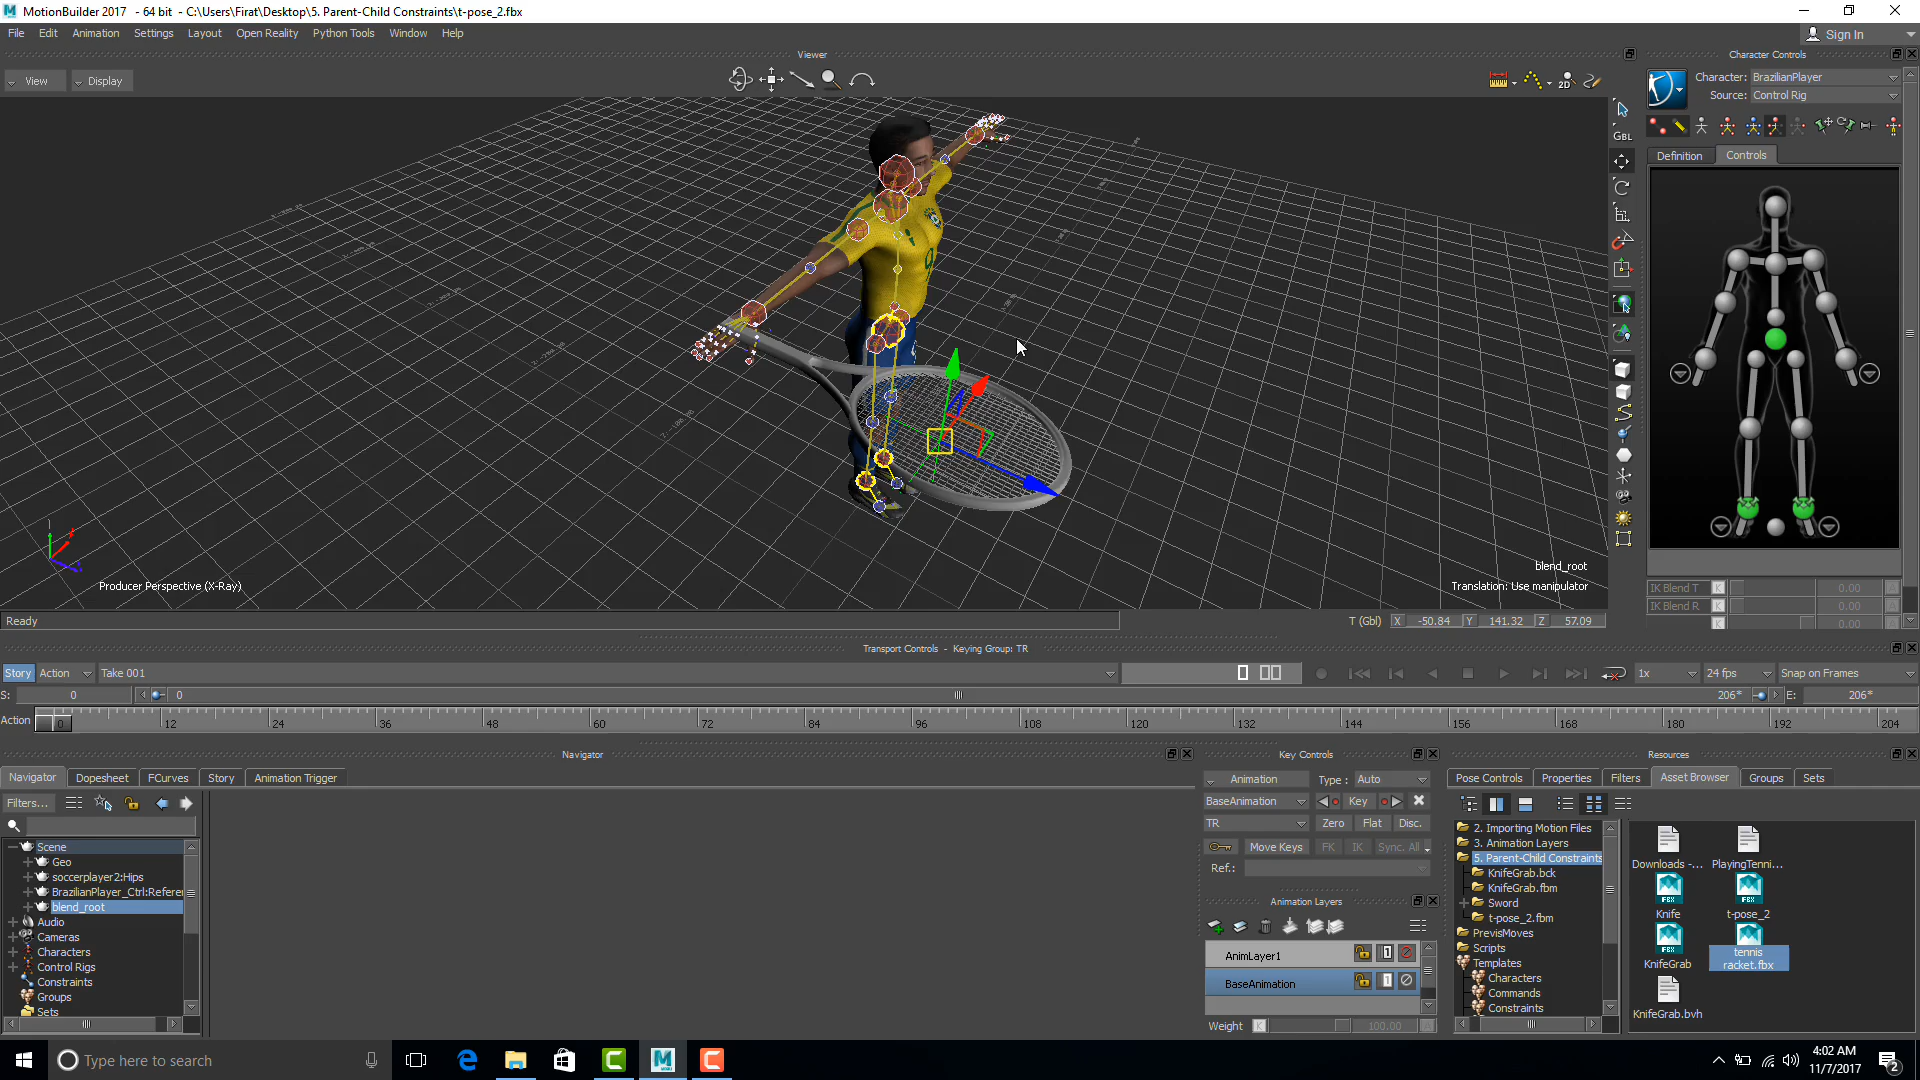 MotionBuilder 2017 - 64 bit - C:\Users\Firat\Desktop\5. Parent-Child Constraints\t-pose_2.fbx
File Edit Animation Settings Layout Open Reality Python Tools Window Help
Sign In
Viewer
Character Controls
View Display
Character: BrazilianPlayer
Source: Control Rig
2D
GBL
Definition Controls
blend_root
Producer Perspective (X-Ray)
Translation: Use manipulator
IK Blend T K 0.00 A
IK Blend R K 0.00 A
K 0.00 A
Ready
T (Gbl) X -50.84 Y 141.32 Z 57.09
Transport Controls - Keying Group: TR
Story Action Take 001
1x 24 fps Snap on Frames
S: 0 0 206* E: 206*
Action 0 12 24 36 48 60 72 84 96 108 120 132 144 156 168 180 192 204
Navigator
Key Controls
Resources
Navigator Dopesheet FCurves Story Animation Trigger
Animation Type : Auto
Pose Controls Properties Filters Asset Browser Groups Sets
Filters...
BaseAnimation Key
TR Zero Flat Disc.
Move Keys FK IK Sync. All
Ref.:
Scene
Geo
soccerplayer2:Hips
BrazilianPlayer_Ctrl:Referen
blend_root
Audio
Cameras
Characters
Control Rigs
Constraints
Groups
Sets
Animation Layers
AnimLayer1
BaseAnimation
Weight K 100.00 A
2. Importing Motion Files
3. Animation Layers
5. Parent-Child Constraints
KnifeGrab.bck
KnifeGrab.fbm
Sword
t-pose_2.fbm
PrevisMoves
Scripts
Templates
Characters
Commands
Constraints
Downloads -...
PlayingTenni...
FBX FBX
Knife
t-pose_2
FBX
KnifeGrab
tennis
racket.fbx
KnifeGrab.bvh
Type here to search
4:02 AM
11/7/2017
2